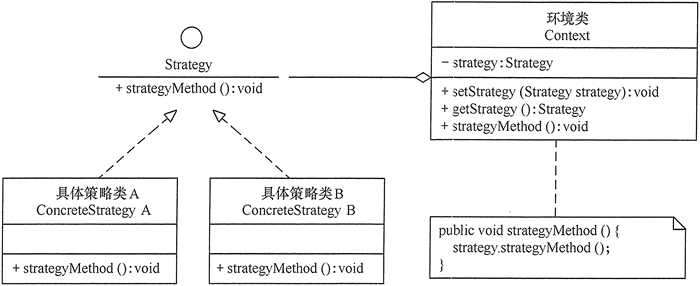 Strategy
+ strategyMethod():void
环境类
Context
- strategy:Strategy
+ setStrategy (Strategy strategy):void
+ getStrategy ():Strategy
+ strategyMethod ():void
具体策略类A
ConcreteStrategy A
+ strategyMethod ():void
具体策略类B
ConcreteStrategy B
+ strategyMethod ():void
public void strategyMethod () {
strategy.strategyMethod ();
}